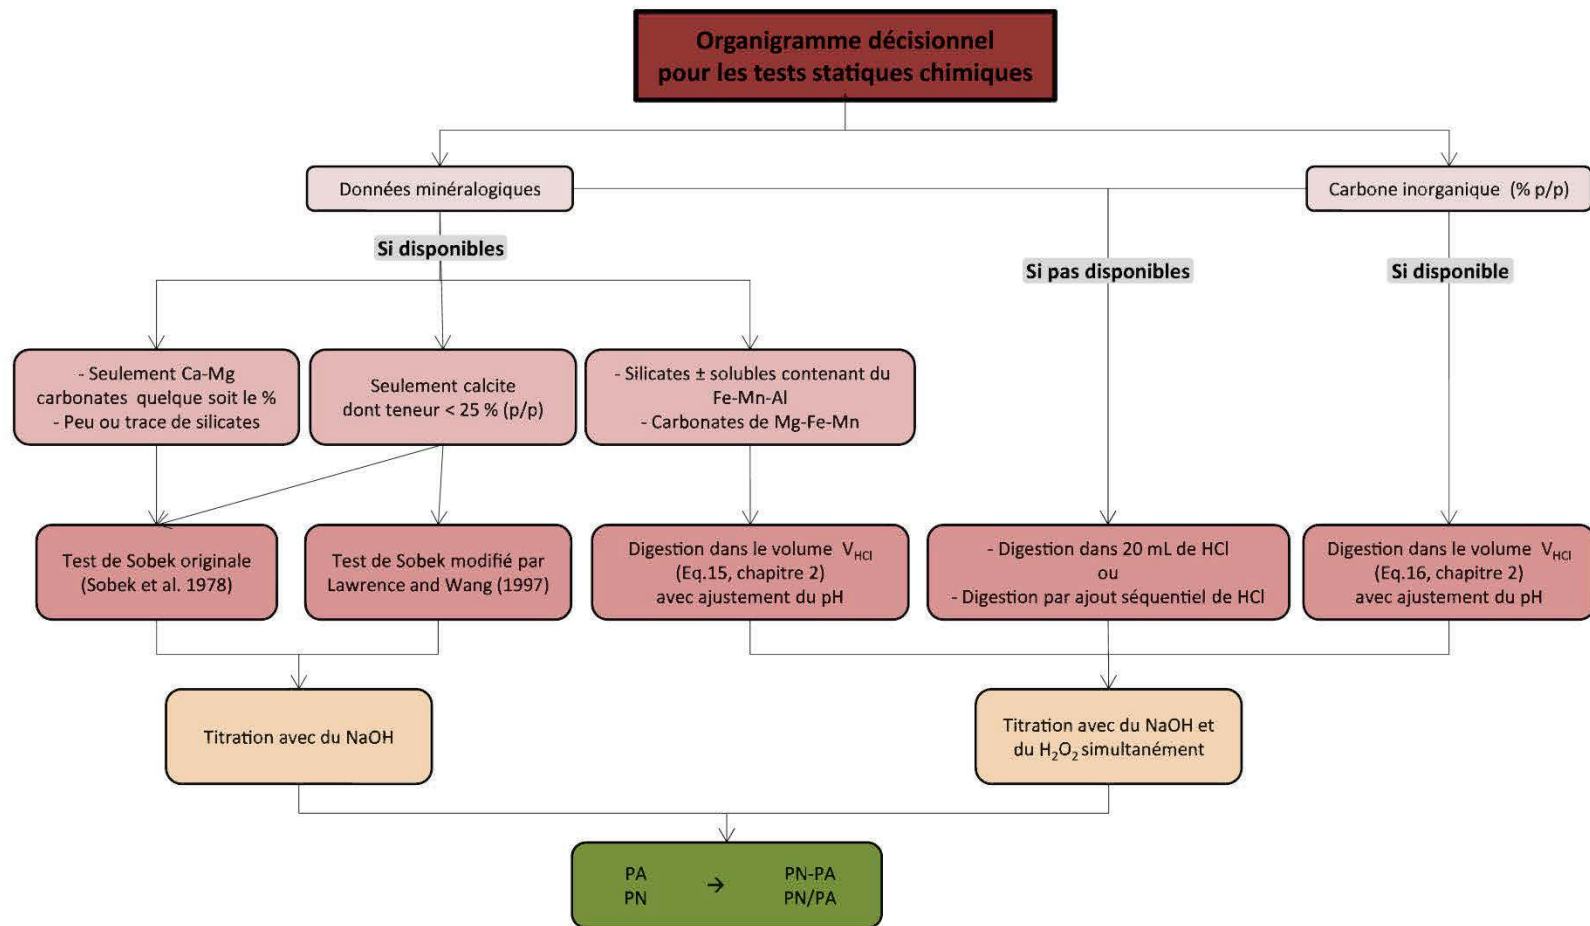 Organigramme décisionnel
pour les tests statiques chimiques
Données minéralogiques
Carbone inorganique (% p/p)
Si disponibles
Si pas disponibles
Si disponible
- Seulement Ca-Mg
carbonates quelque soit le %
- Peu ou trace de silicates
Seulement calcite
dont teneur < 25 % (p/p)
- Silicates ± solubles contenant du
Fe-Mn-Al
- Carbonates de Mg-Fe-Mn
Test de Sobek originale
(Sobek et al. 1978)
Test de Sobek modifié par
Lawrence and Wang (1997)
Digestion dans le volume V_HCl
(Eq.15, chapitre 2)
avec ajustement du pH
- Digestion dans 20 mL de HCl
ou
- Digestion par ajout séquentiel de HCl
Digestion dans le volume V_HCl
(Eq.16, chapitre 2)
avec ajustement du pH
Titration avec du NaOH
Titration avec du NaOH et
du H₂O₂ simultanément
PA → PN-PA
PN PN/PA